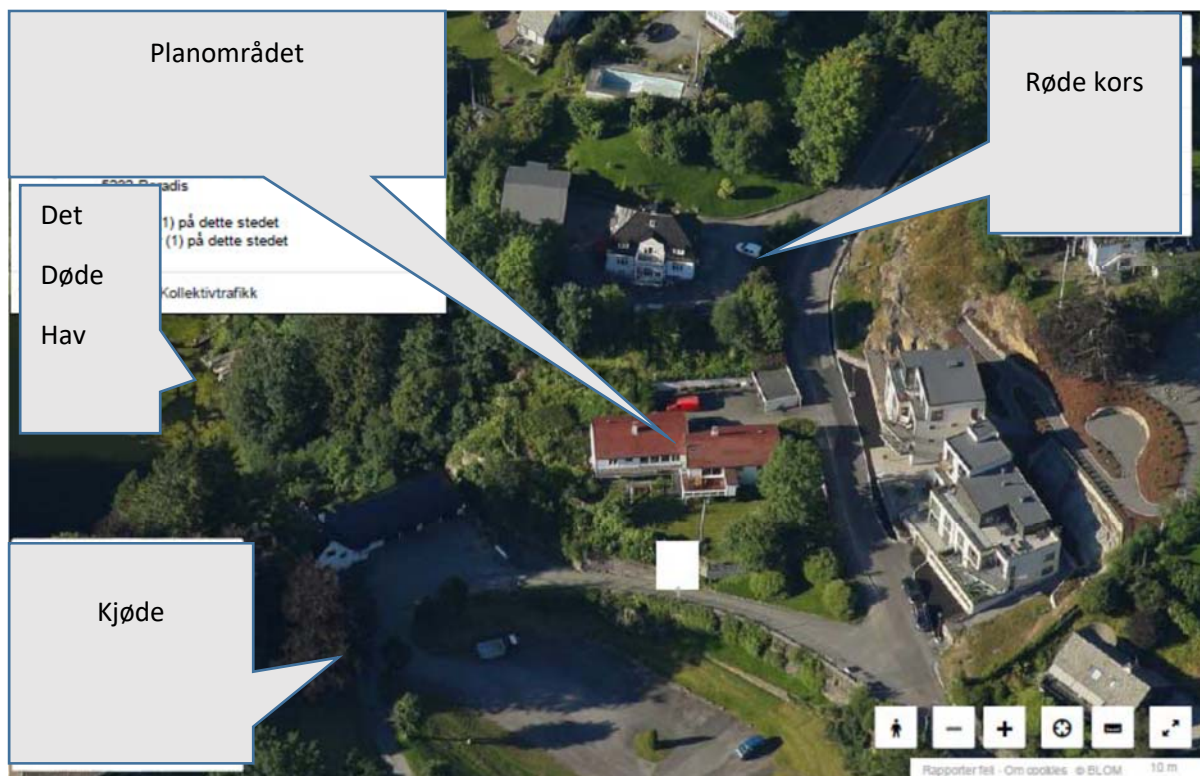 Planområdet
Røde kors
Det
Døde
Hav
1) på dette stedet
(1) på dette stedet
Kollektivtrafikk
Kjøde
Rapporter feil - Om cookies © BLOM 10 m